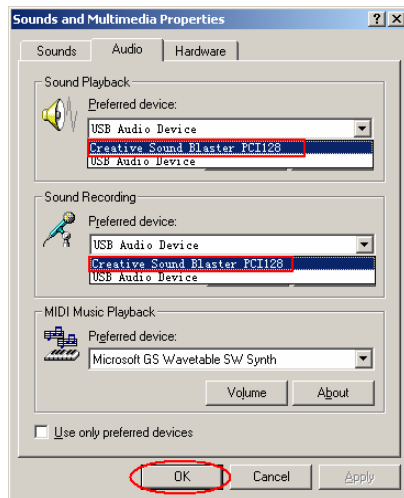 Sounds and Multimedia Properties
Sounds Audio Hardware
Sound Playback
Preferred device:
USB Audio Device
Creative Sound Blaster PCI128
USB Audio Device
Sound Recording
Preferred device:
USB Audio Device
Creative Sound Blaster PCI128
USB Audio Device
MIDI Music Playback
Preferred device:
Microsoft GS Wavetable SW Synth
Volume About
Use only preferred devices
OK Cancel Apply